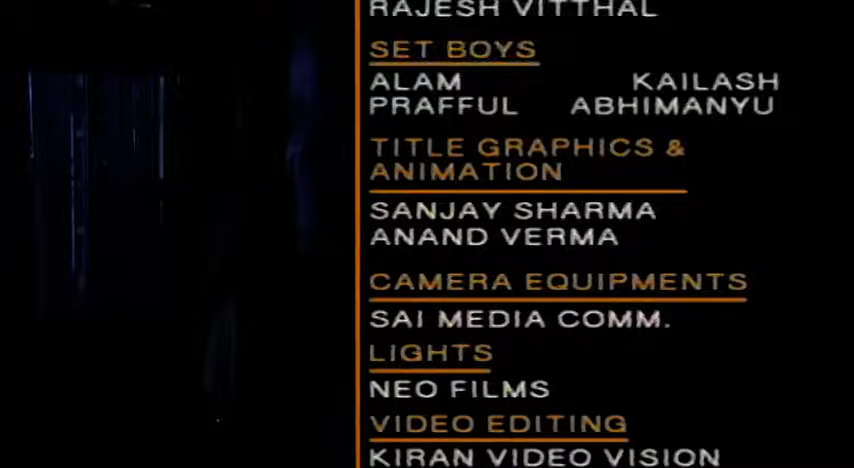 RAJESH VITTHAL
SET BOYS
ALAM KAILASH
PRAFFUL ABHIMANYU
TITLE GRAPHICS &
ANIMATION
SANJAY SHARMA
ANAND VERMA
CAMERA EQUIPMENTS
SAI MEDIA COMM.
LIGHTS
NEO FILMS
VIDEO EDITING
KIRAN VIDEO VISION